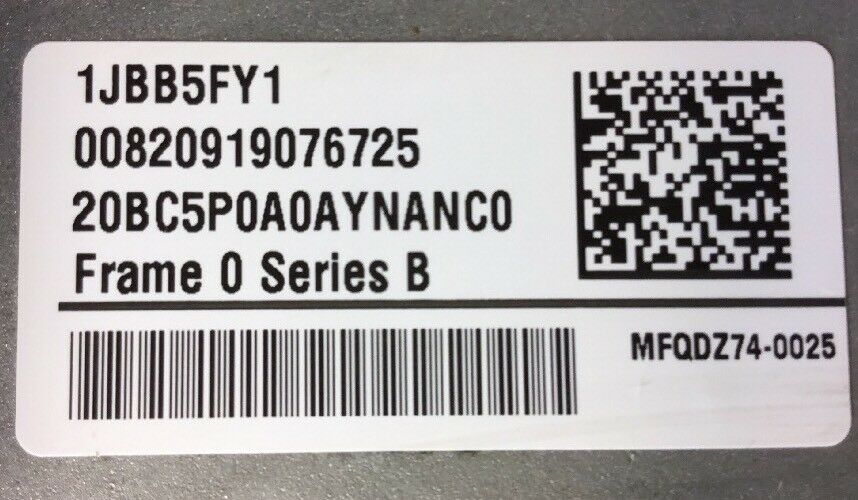 1JBB5FY1
00820919076725
20BC5P0A0AYNANC0
Frame 0 Series B
MFQDZ74-0025